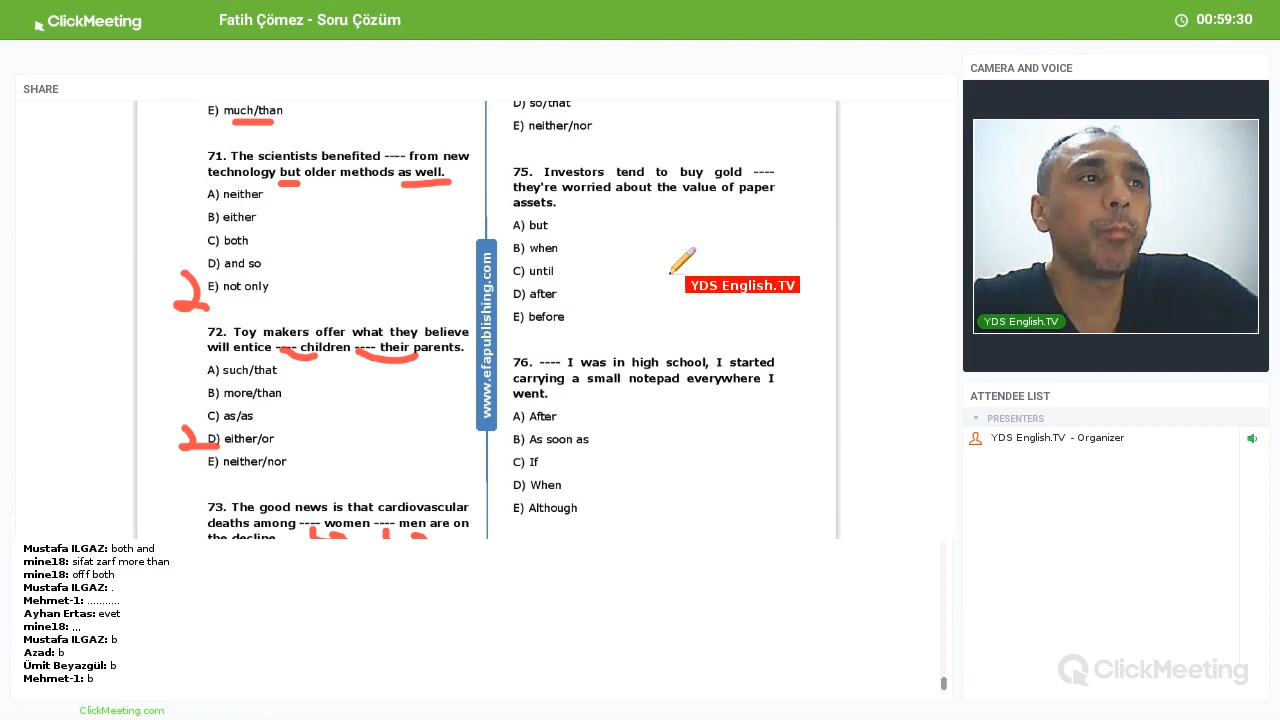 ClickMeeting
Fatih Çömez - Soru Çözüm
00:59:30
SHARE
E) much/than
71. The scientists benefited ---- from new
technology but older methods as well.
A) neither
B) either
C) both
D) and so
E) not only
72. Toy makers offer what they believe
will entice ---- children ---- their parents.
A) such/that
B) more/than
C) as/as
D) either/or
E) neither/nor
73. The good news is that cardiovascular
deaths among ---- women ---- men are on
the decline
www.efapublishing.com
D) so/that
E) neither/nor
75. Investors tend to buy gold ----
they're worried about the value of paper
assets.
A) but
B) when
C) until
D) after
E) before
YDS English.TV
76. ---- I was in high school, I started
carrying a small notepad everywhere I
went.
A) After
B) As soon as
C) If
D) When
E) Although
CAMERA AND VOICE
YDS English.TV
ATTENDEE LIST
PRESENTERS
YDS English.TV - Organizer
Mustafa ILGAZ: both and
mine18: sifat zarf more than
mine18: offf both
Mustafa ILGAZ: .
Mehmet-1: ...........
Ayhan Ertas: evet
mine18: ...
Mustafa ILGAZ: b
Azad: b
Ümit Beyazgül: b
Mehmet-1: b
ClickMeeting
ClickMeeting.com